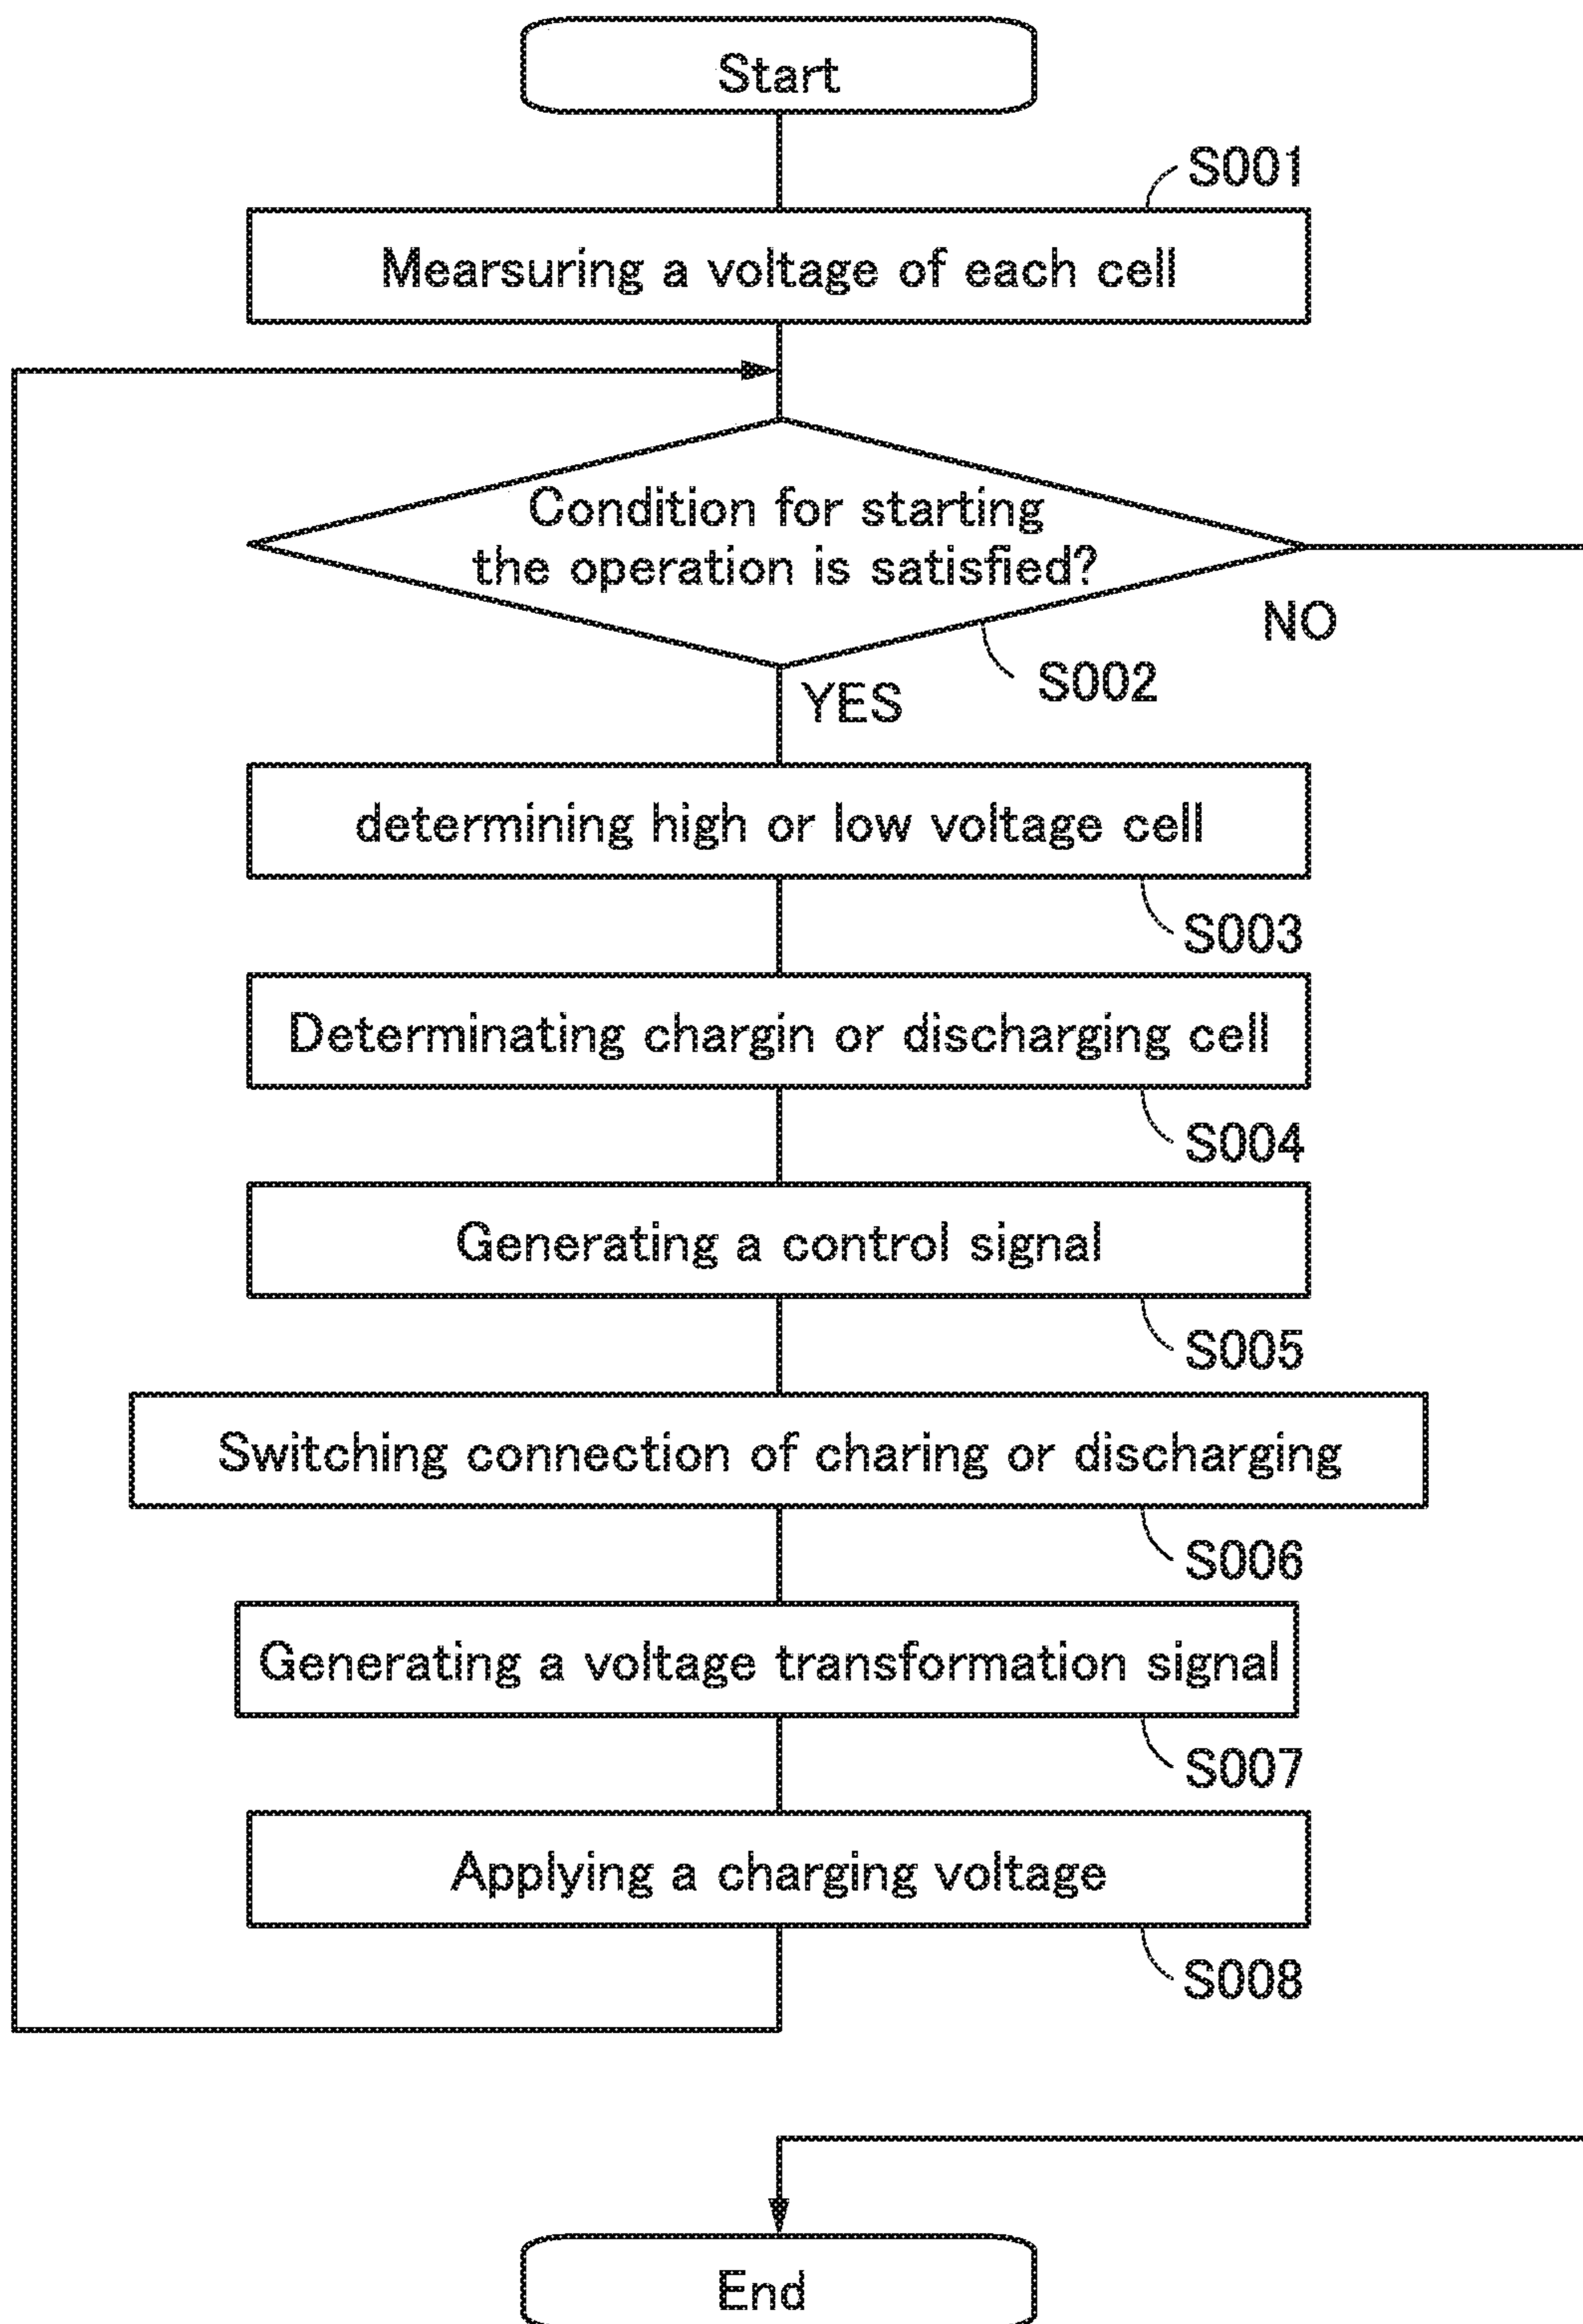 Start
S001
Mearsuring a voltage of each cell
Condition for starting
the operation is satisfied?
NO
S002
YES
determining high or low voltage cell
S003
Determinating chargin or discharging cell
S004
Generating a control signal
S005
Switching connection of charing or discharging
S006
Generating a voltage transformation signal
S007
Applying a charging voltage
S008
End